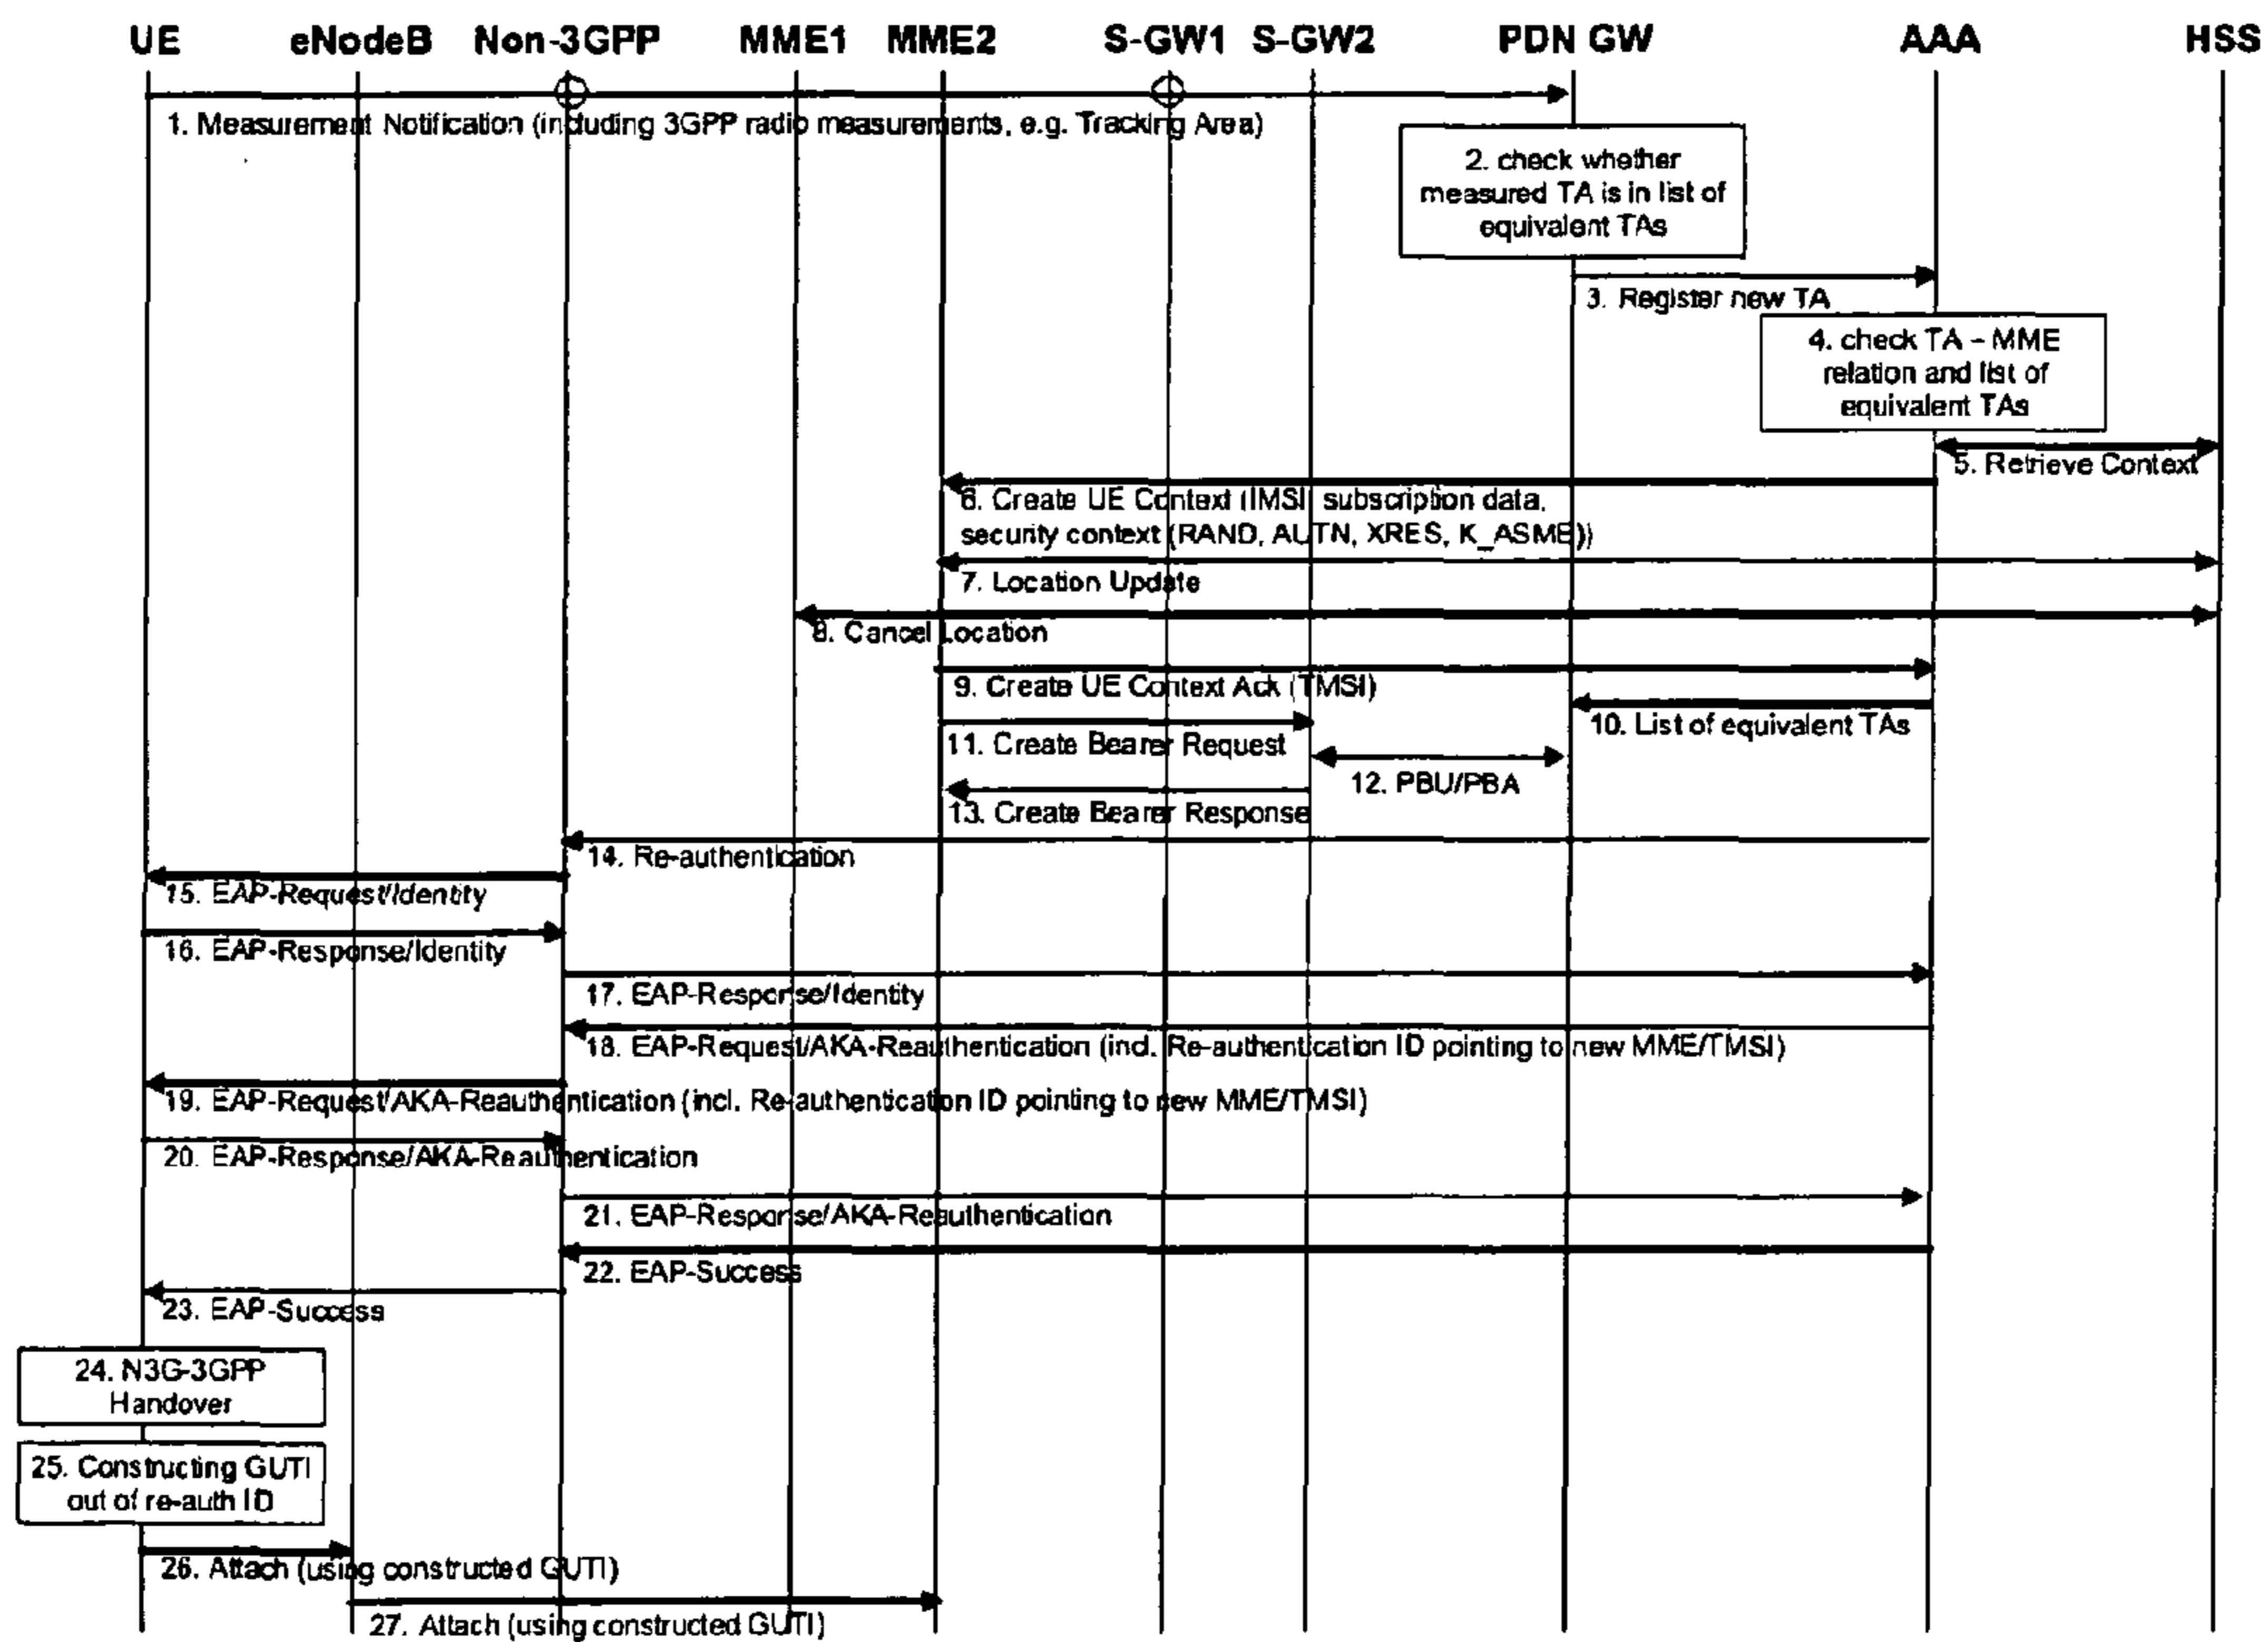 UE eNodeB Non-3GPP MME1 MME2 S-GW1 S-GW2 PDN GW AAA HSS
1. Measurement Notification (including 3GPP radio measurements, e.g. Tracking Area)
2. check whether
measured TA is in list of
equivalent TAs
3. Register new TA
4. check TA – MME
relation and list of
equivalent TAs
5. Retrieve Context
6. Create UE Context (IMSI, subscription data,
security context (RAND, AUTN, XRES, K_ASME))
7. Location Update
8. Cancel Location
9. Create UE Context Ack (TMSI)
10. List of equivalent TAs
11. Create Bearer Request
12. PBU/PBA
13. Create Bearer Response
14. Re-authentication
15. EAP-Request/Identity
16. EAP-Response/Identity
17. EAP-Response/Identity
18. EAP-Request/AKA-Reauthentication (incl. Re-authentication ID pointing to new MME/TMSI)
19. EAP-Request/AKA-Reauthentication (incl. Re-authentication ID pointing to new MME/TMSI)
20. EAP-Response/AKA-Reauthentication
21. EAP-Response/AKA-Reauthentication
22. EAP-Success
23. EAP-Success
24. N3G-3GPP
Handover
25. Constructing GUTI
out of re-auth ID
26. Attach (using constructed GUTI)
27. Attach (using constructed GUTI)